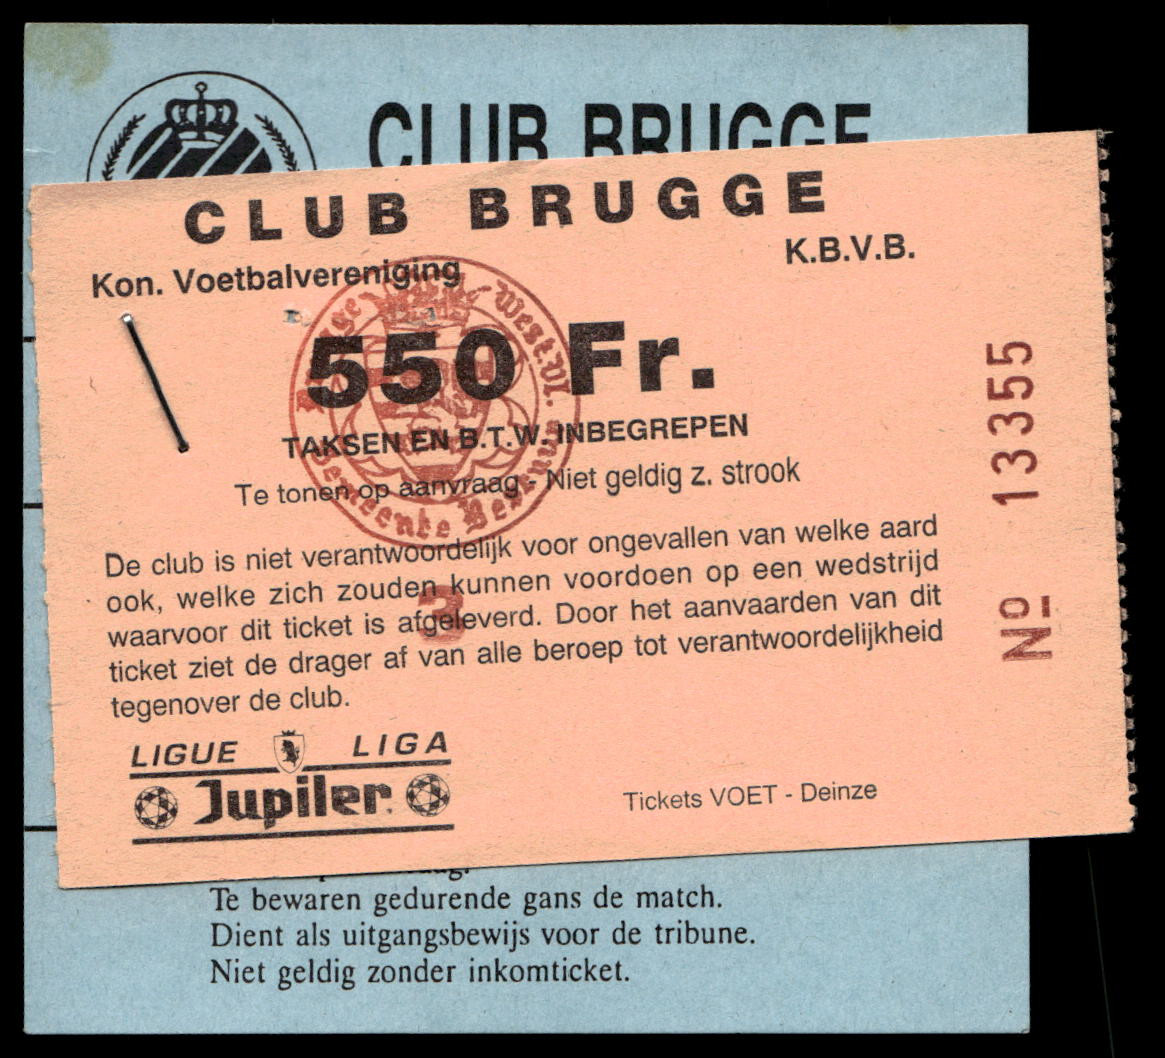 CLUB BRUGGE
CLUB BRUGGE
Kon. Voetbalvereniging
K.B.V.B.
550 Fr.
TAKSEN EN B.T.W. INBEGREPEN
Te tonen op aanvraag - Niet geldig z. strook
De club is niet verantwoordelijk voor ongevallen van welke aard
ook, welke zich zouden kunnen voordoen op een wedstrijd
waarvoor dit ticket is afgeleverd. Door het aanvaarden van dit
ticket ziet de drager af van alle beroep tot verantwoordelijkheid
tegenover de club.
3
LIGUE LIGA
Jupiler
Tickets VOET - Deinze
Nº 13355
West.Vl.
Te bewaren gedurende gans de match.
Dient als uitgangsbewijs voor de tribune.
Niet geldig zonder inkomticket.